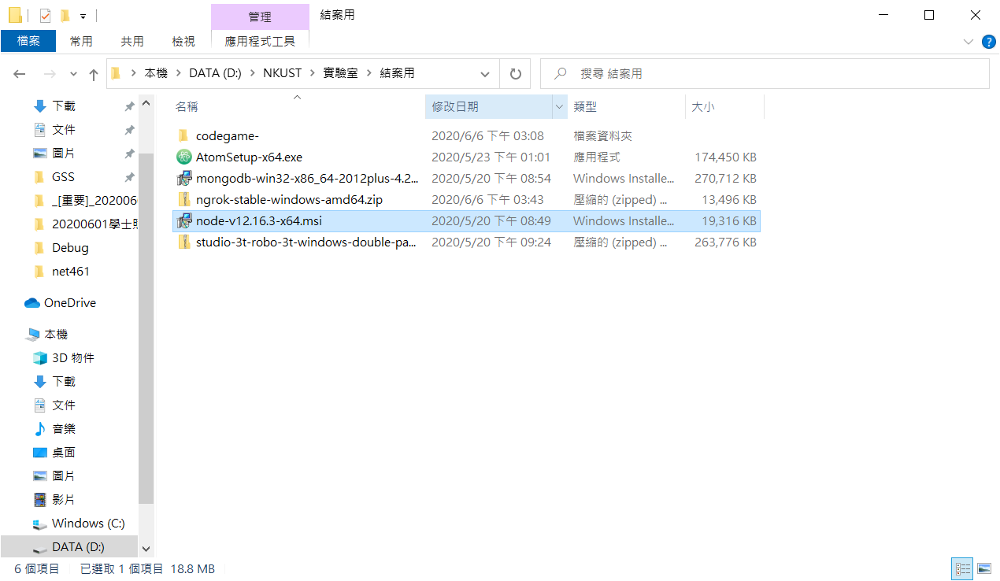 管理
結案用
檔案
常用
共用
檢視
應用程式工具
本機 > DATA (D:) > NKUST > 實驗室 > 結案用
搜尋 結案用
下載
文件
圖片
GSS
_[重要]_202006
20200601學士
Debug
net461
OneDrive
本機
3D 物件
下載
文件
音樂
桌面
圖片
影片
Windows (C:)
DATA (D:)
名稱 修改日期 類型 大小
codegame- 2020/6/6 下午 03:08 檔案資料夾
AtomSetup-x64.exe 2020/5/23 下午 01:01 應用程式 174,450 KB
mongodb-win32-x86_64-2012plus-4.2... 2020/5/20 下午 08:54 Windows Installe... 270,712 KB
ngrok-stable-windows-amd64.zip 2020/6/6 下午 03:43 壓縮的 (zipped) ... 13,496 KB
node-v12.16.3-x64.msi 2020/5/20 下午 08:49 Windows Installe... 19,316 KB
studio-3t-robo-3t-windows-double-pa... 2020/5/20 下午 09:24 壓縮的 (zipped) ... 263,776 KB
6 個項目 已選取 1 個項目 18.8 MB